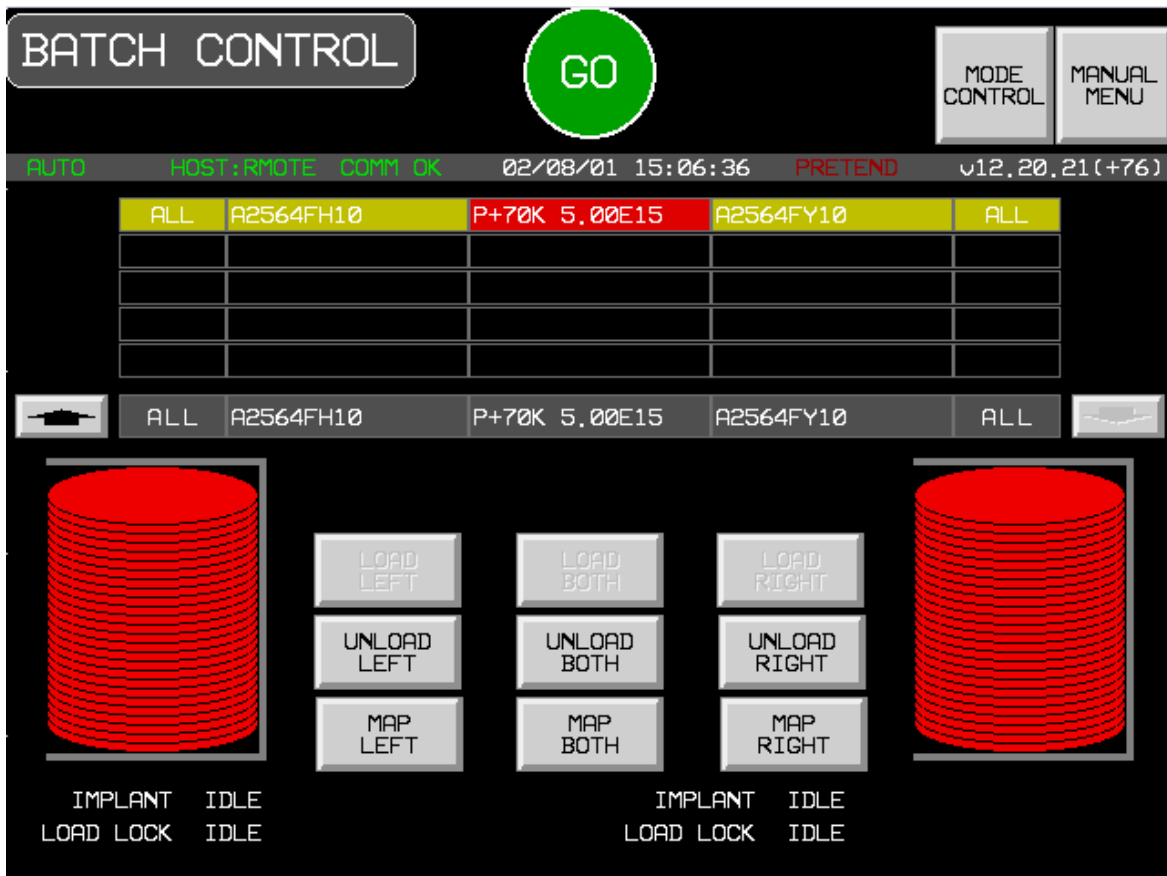 BATCH CONTROL
GO
MODE
CONTROL
MANUAL
MENU
AUTO HOST:RMOTE COMM OK 02/08/01 15:06:36 PRETEND v12.20.21(+76)
ALL A2564FH10 P+70K 5.00E15 A2564FY10 ALL
ALL A2564FH10 P+70K 5.00E15 A2564FY10 ALL
LOAD
LEFT
LOAD
BOTH
LOAD
RIGHT
UNLOAD
LEFT
UNLOAD
BOTH
UNLOAD
RIGHT
MAP
LEFT
MAP
BOTH
MAP
RIGHT
IMPLANT IDLE
LOAD LOCK IDLE
IMPLANT IDLE
LOAD LOCK IDLE